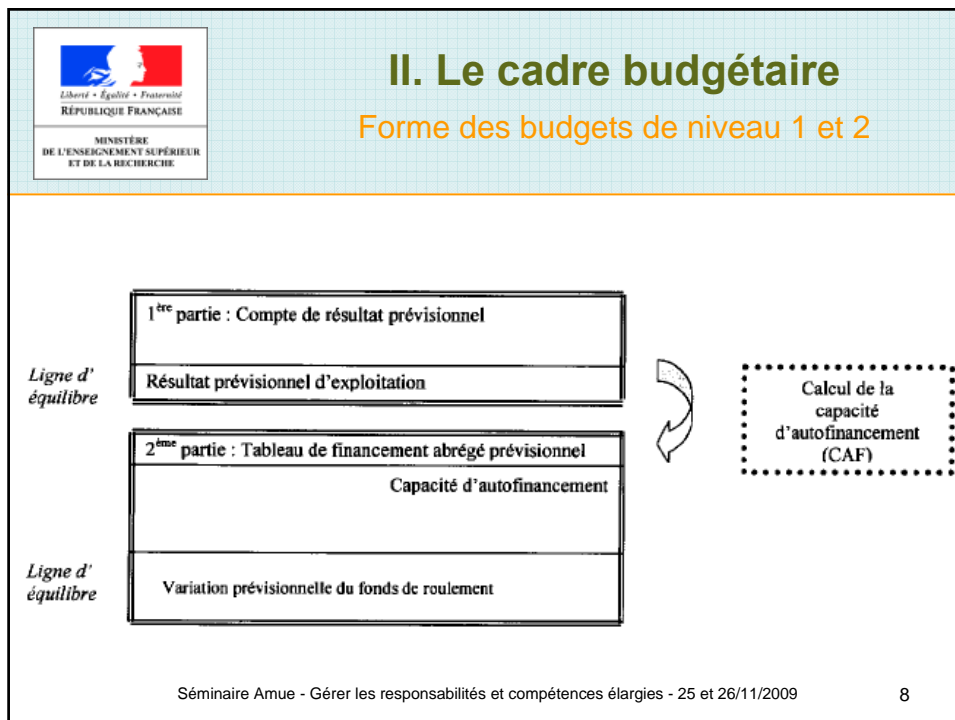 Liberté • Égalité • Fraternité
RÉPUBLIQUE FRANÇAISE
MINISTÈRE
DE L'ENSEIGNEMENT SUPÉRIEUR
ET DE LA RECHERCHE
II. Le cadre budgétaire
Forme des budgets de niveau 1 et 2
1ère partie : Compte de résultat prévisionnel
Ligne d'
équilibre
Résultat prévisionnel d'exploitation
Calcul de la
capacité
d'autofinancement
(CAF)
2ème partie : Tableau de financement abrégé prévisionnel
Capacité d'autofinancement
Ligne d'
équilibre
Variation prévisionnelle du fonds de roulement
Séminaire Amue - Gérer les responsabilités et compétences élargies - 25 et 26/11/2009
8